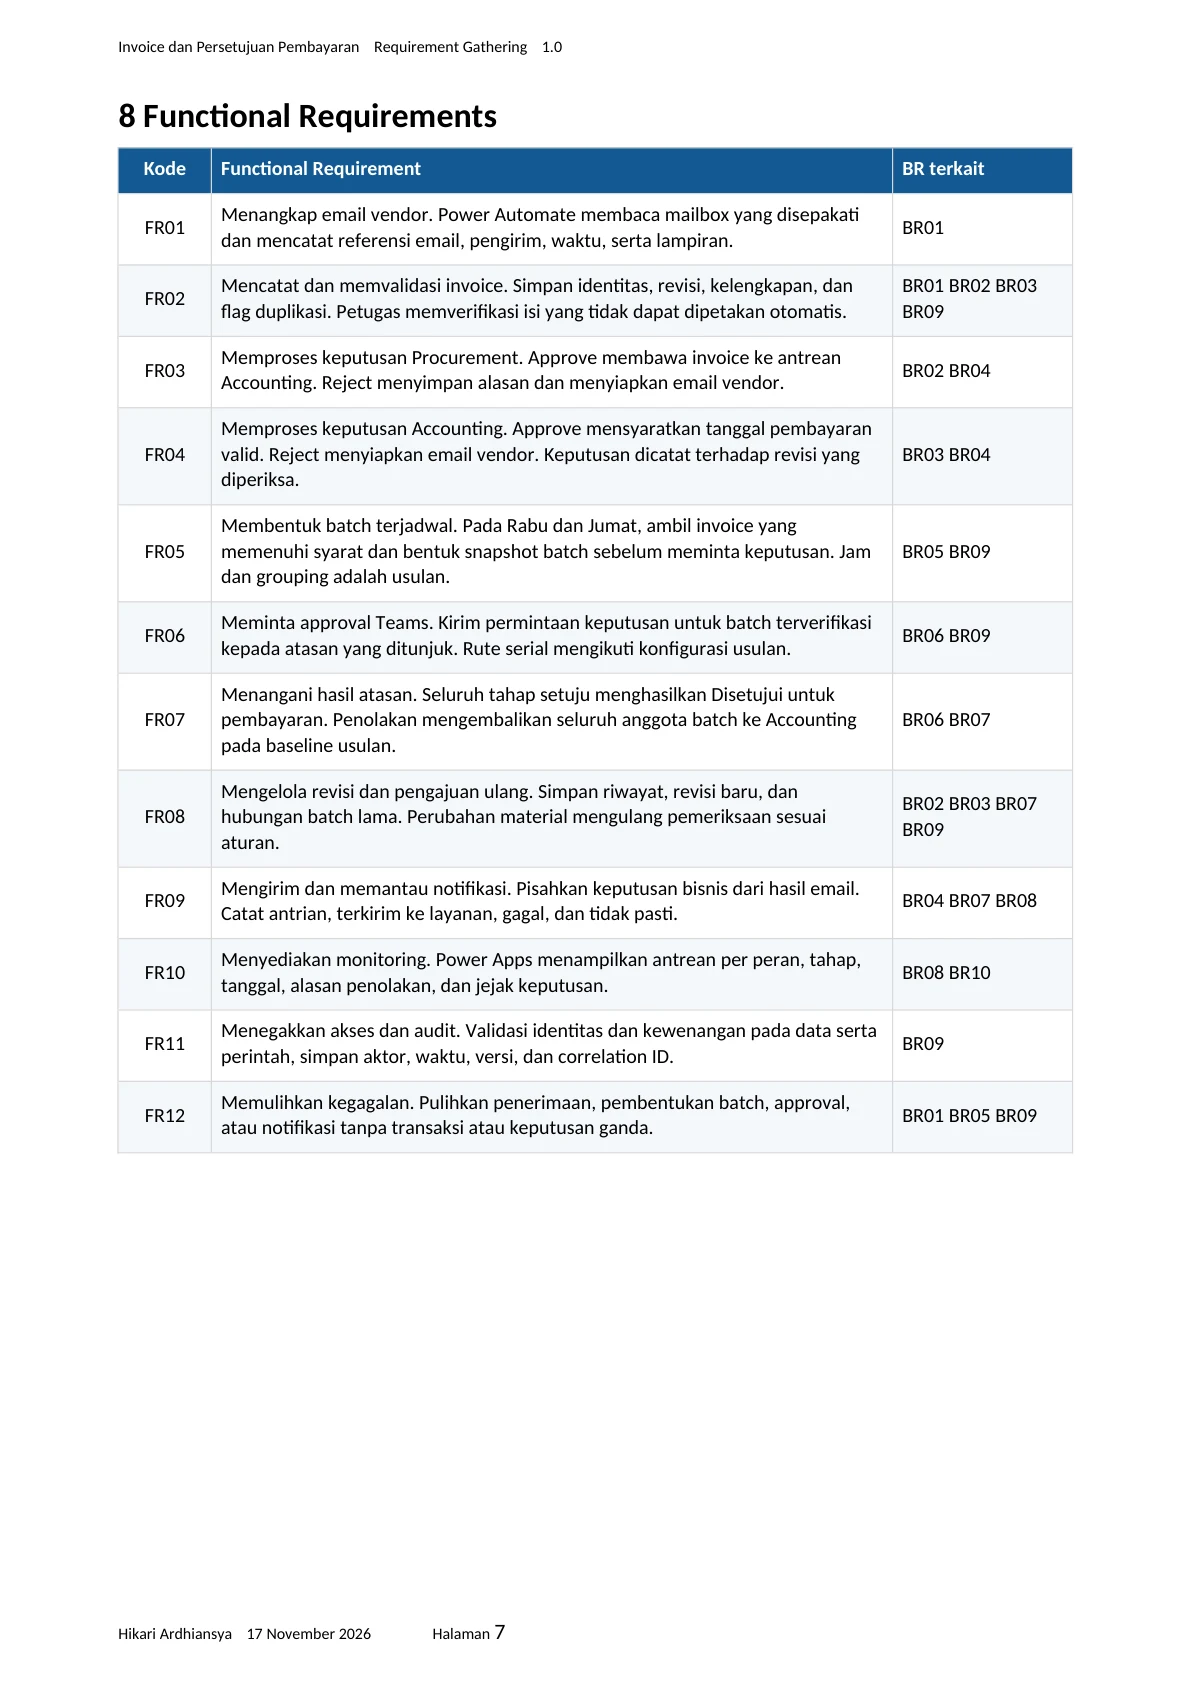 Invoice dan Persetujuan Pembayaran Requirement Gathering 1.0
8 Functional Requirements
Kode Functional Requirement BR terkait
FR01
Menangkap email vendor. Power Automate membaca mailbox yang disepakati
dan mencatat referensi email, pengirim, waktu, serta lampiran.
BR01
FR02
Mencatat dan memvalidasi invoice. Simpan identitas, revisi, kelengkapan, dan
flag duplikasi. Petugas memverifikasi isi yang tidak dapat dipetakan otomatis.
BR01 BR02 BR03
BR09
FR03
Memproses keputusan Procurement. Approve membawa invoice ke antrean
Accounting. Reject menyimpan alasan dan menyiapkan email vendor.
BR02 BR04
FR04
Memproses keputusan Accounting. Approve mensyaratkan tanggal pembayaran
valid. Reject menyiapkan email vendor. Keputusan dicatat terhadap revisi yang
diperiksa.
BR03 BR04
FR05
Membentuk batch terjadwal. Pada Rabu dan Jumat, ambil invoice yang
memenuhi syarat dan bentuk snapshot batch sebelum meminta keputusan. Jam
dan grouping adalah usulan.
BR05 BR09
FR06
Meminta approval Teams. Kirim permintaan keputusan untuk batch terverifikasi
kepada atasan yang ditunjuk. Rute serial mengikuti konfigurasi usulan.
BR06 BR09
FR07
Menangani hasil atasan. Seluruh tahap setuju menghasilkan Disetujui untuk
pembayaran. Penolakan mengembalikan seluruh anggota batch ke Accounting
pada baseline usulan.
BR06 BR07
FR08
Mengelola revisi dan pengajuan ulang. Simpan riwayat, revisi baru, dan
hubungan batch lama. Perubahan material mengulang pemeriksaan sesuai
aturan.
BR02 BR03 BR07
BR09
FR09
Mengirim dan memantau notifikasi. Pisahkan keputusan bisnis dari hasil email.
Catat antrian, terkirim ke layanan, gagal, dan tidak pasti.
BR04 BR07 BR08
FR10
Menyediakan monitoring. Power Apps menampilkan antrean per peran, tahap,
tanggal, alasan penolakan, dan jejak keputusan.
BR08 BR10
FR11
Menegakkan akses dan audit. Validasi identitas dan kewenangan pada data serta
perintah, simpan aktor, waktu, versi, dan correlation ID.
BR09
FR12
Memulihkan kegagalan. Pulihkan penerimaan, pembentukan batch, approval,
atau notifikasi tanpa transaksi atau keputusan ganda.
BR01 BR05 BR09
Hikari Ardhiansya 17 November 2026 Halaman 7